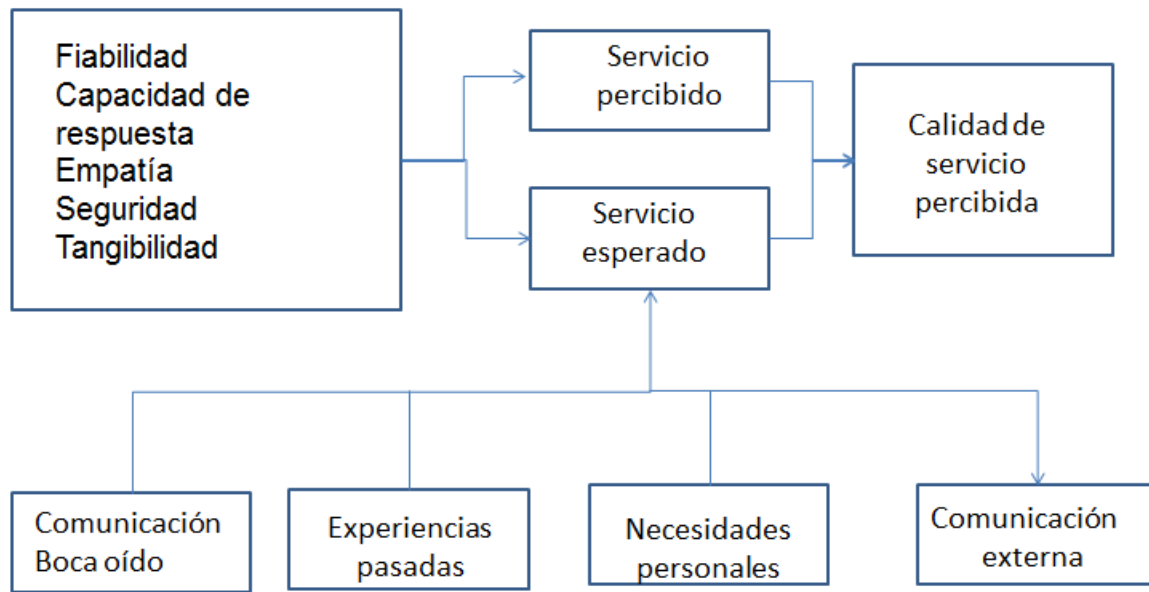 Fiabilidad
Capacidad de
respuesta
Empatía
Seguridad
Tangibilidad
Servicio
percibido
Servicio
esperado
Calidad de
servicio
percibida
Comunicación
Boca oído
Experiencias
pasadas
Necesidades
personales
Comunicación
externa